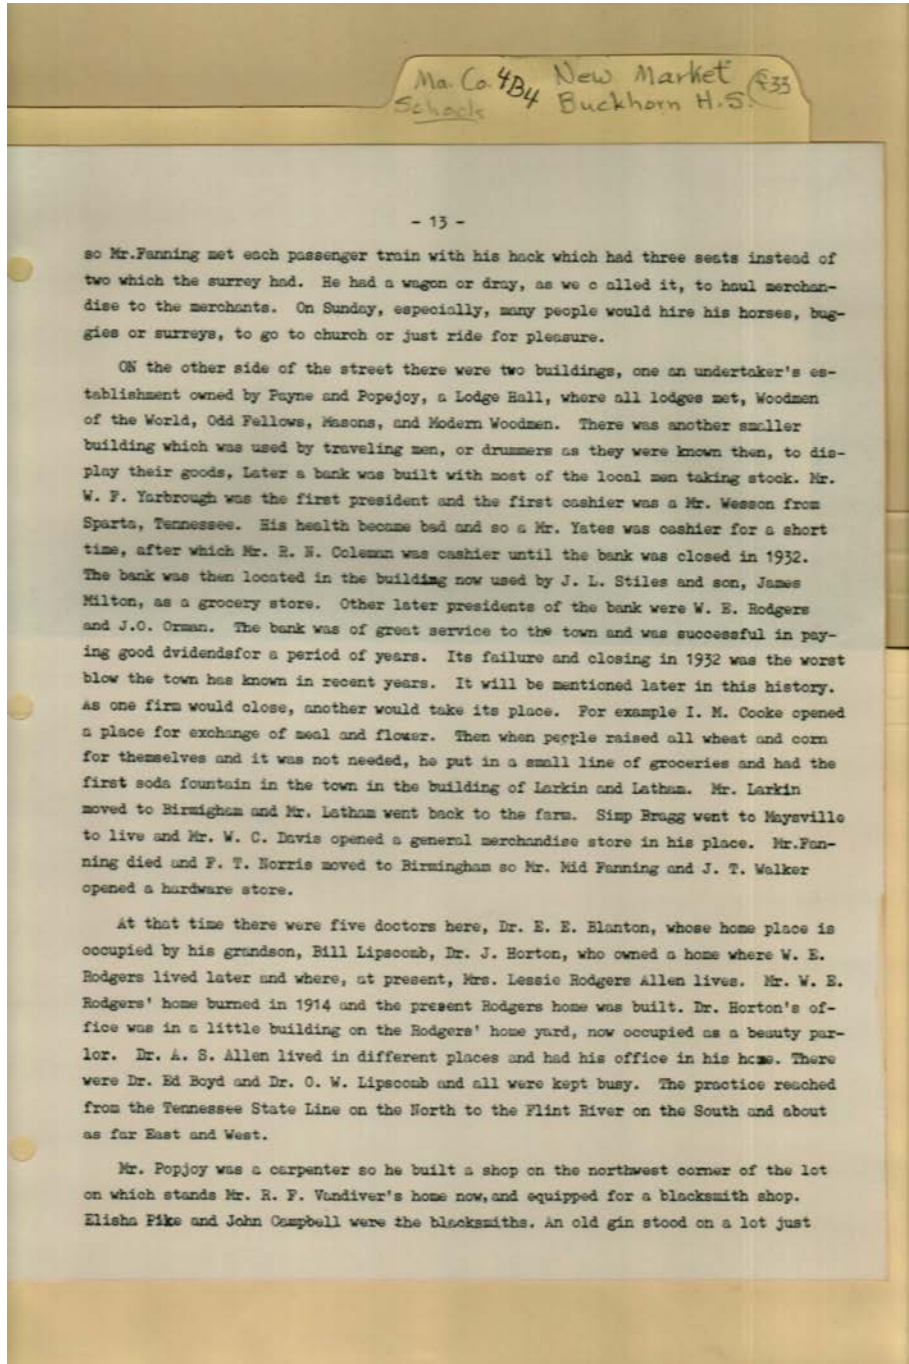 Ma. Co. 4B4 New Market 433
Schools Buckhorn H.S.
- 13 -
so Mr.Fanning met each passenger train with his hack which had three seats instead of
two which the surrey had. He had a wagon or dray, as we c alled it, to haul merchan-
dise to the merchants. On Sunday, especially, many people would hire his horses, bug-
gies or surreys, to go to church or just ride for pleasure.
ON the other side of the street there were two buildings, one an undertaker's es-
tablishment owned by Payne and Popejoy, a Lodge Hall, where all lodges met, Woodmen
of the World, Odd Fellows, Masons, and Modern Woodmen. There was another smaller
building which was used by traveling men, or drummers as they were known then, to dis-
play their goods. Later a bank was built with most of the local men taking stock. Mr.
W. F. Yarbrough was the first president and the first cashier was a Mr. Wesson from
Sparta, Tennessee. His health became bad and so a Mr. Yates was cashier for a short
time, after which Mr. R. N. Coleman was cashier until the bank was closed in 1932.
The bank was then located in the building now used by J. L. Stiles and son, James
Milton, as a grocery store. Other later presidents of the bank were W. E. Rodgers
and J.O. Orman. The bank was of great service to the town and was successful in pay-
ing good dvidendsfor a period of years. Its failure and closing in 1932 was the worst
blow the town has known in recent years. It will be mentioned later in this history.
As one firm would close, another would take its place. For example I. M. Cooke opened
a place for exchange of meal and flower. Then when people raised all wheat and corn
for themselves and it was not needed, he put in a small line of groceries and had the
first soda fountain in the town in the building of Larkin and Latham. Mr. Larkin
moved to Birmigham and Mr. Latham went back to the farm. Simp Bragg went to Maysville
to live and Mr. W. C. Davis opened a general merchandise store in his place. Mr.Fan-
ning died and F. T. Norris moved to Birmingham so Mr. Mid Fanning and J. T. Walker
opened a hardware store.
At that time there were five doctors here, Dr. E. E. Blanton, whose home place is
occupied by his grandson, Bill Lipscomb, Dr. J. Horton, who owned a home where W. E.
Rodgers lived later and where, at present, Mrs. Lessie Rodgers Allen lives. Mr. W. E.
Rodgers' home burned in 1914 and the present Rodgers home was built. Dr. Horton's of-
fice was in a little building on the Rodgers' home yard, now occupied as a beauty par-
lor. Dr. A. S. Allen lived in different places and had his office in his home. There
were Dr. Ed Boyd and Dr. O. W. Lipscomb and all were kept busy. The practice reached
from the Tennessee State Line on the North to the Flint River on the South and about
as far East and West.
Mr. Popjoy was a carpenter so he built a shop on the northwest corner of the lot
on which stands Mr. R. F. Vandiver's home now,and equipped for a blacksmith shop.
Elisha Pike and John Campbell were the blacksmiths. An old gin stood on a lot just